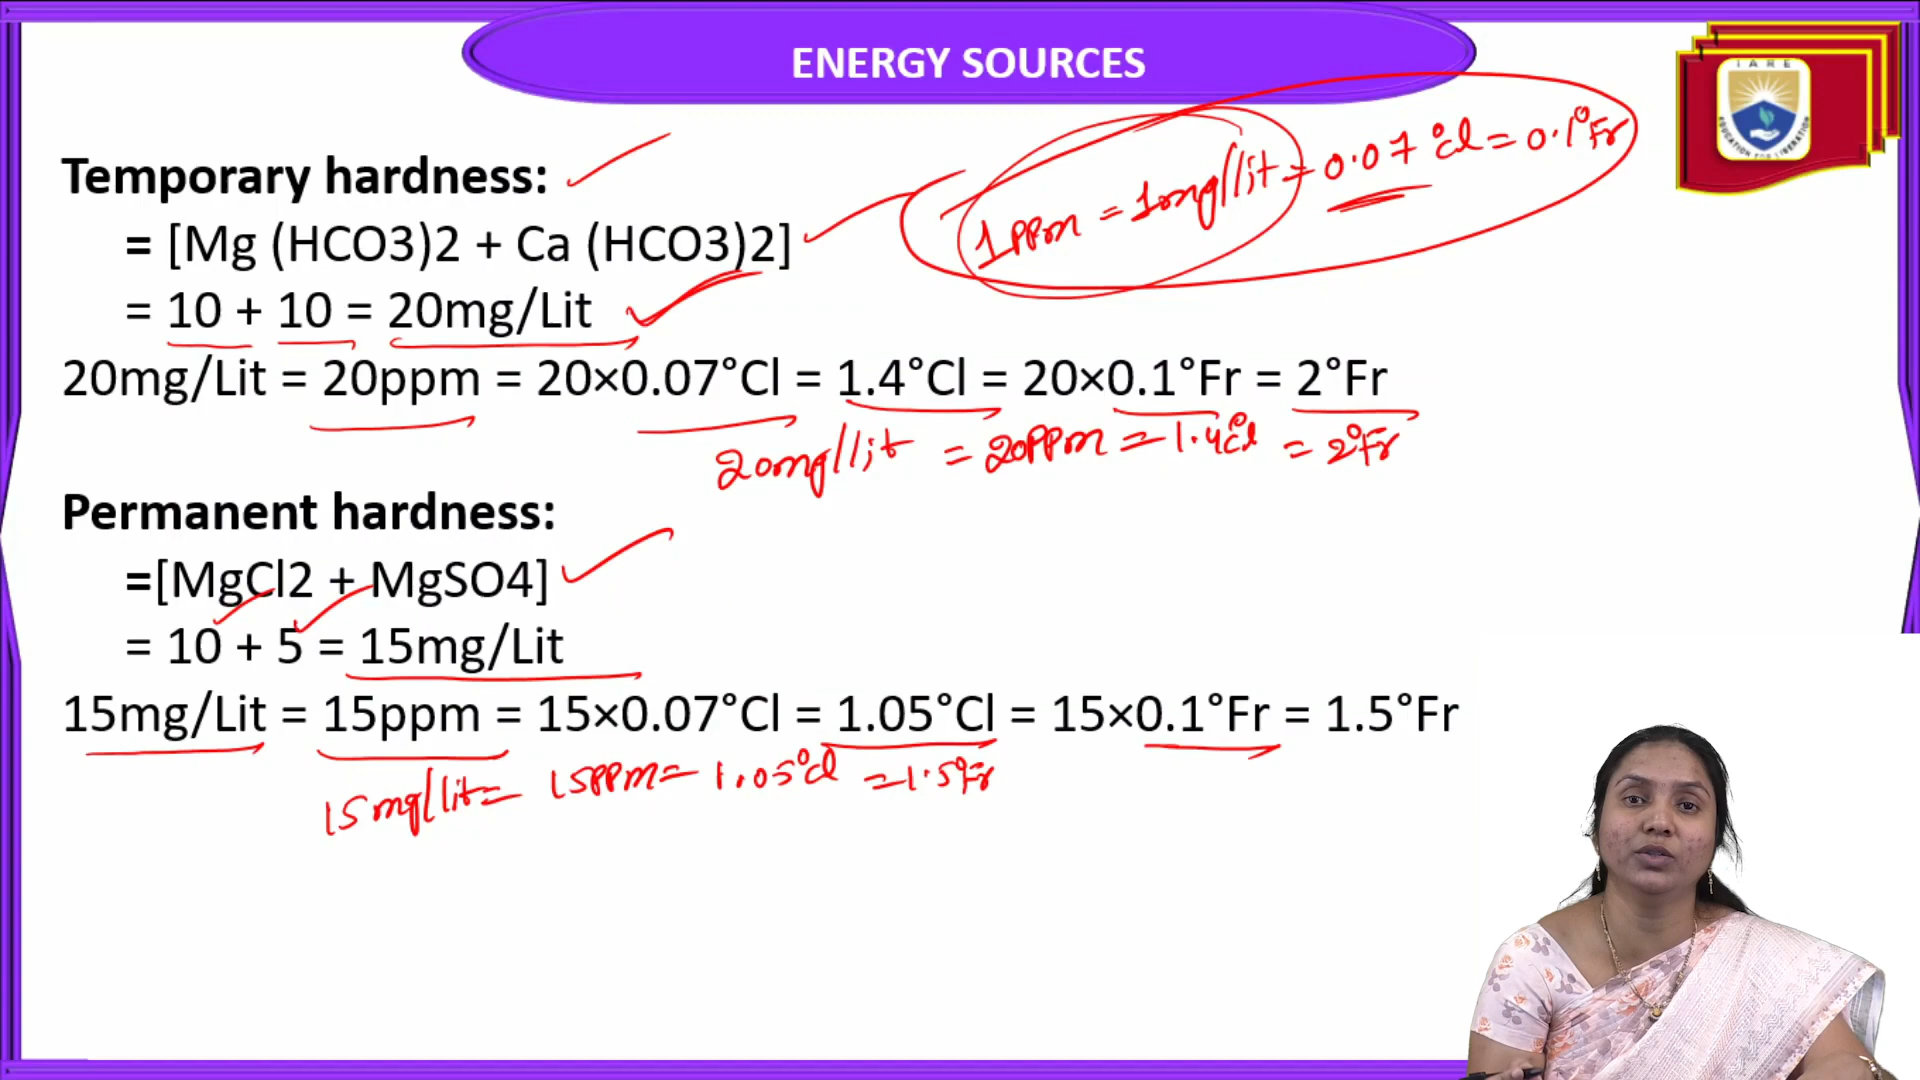 ENERGY SOURCES
IARE
EDUCATION FOR LIBERATION
1ppm = 1mg/lit = 0.07°Cl = 0.1°Fr
Temporary hardness:
= [Mg (HCO3)2 + Ca (HCO3)2]
= 10 + 10 = 20mg/Lit
20mg/Lit = 20ppm = 20×0.07°Cl = 1.4°Cl = 20×0.1°Fr = 2°Fr
20mg/lit = 20ppm = 1.4°Cl = 2°Fr
Permanent hardness:
=[MgCl2 + MgSO4]
= 10 + 5 = 15mg/Lit
15mg/Lit = 15ppm = 15×0.07°Cl = 1.05°Cl = 15×0.1°Fr = 1.5°Fr
15mg/lit = 15ppm = 1.05°Cl = 1.5°Fr